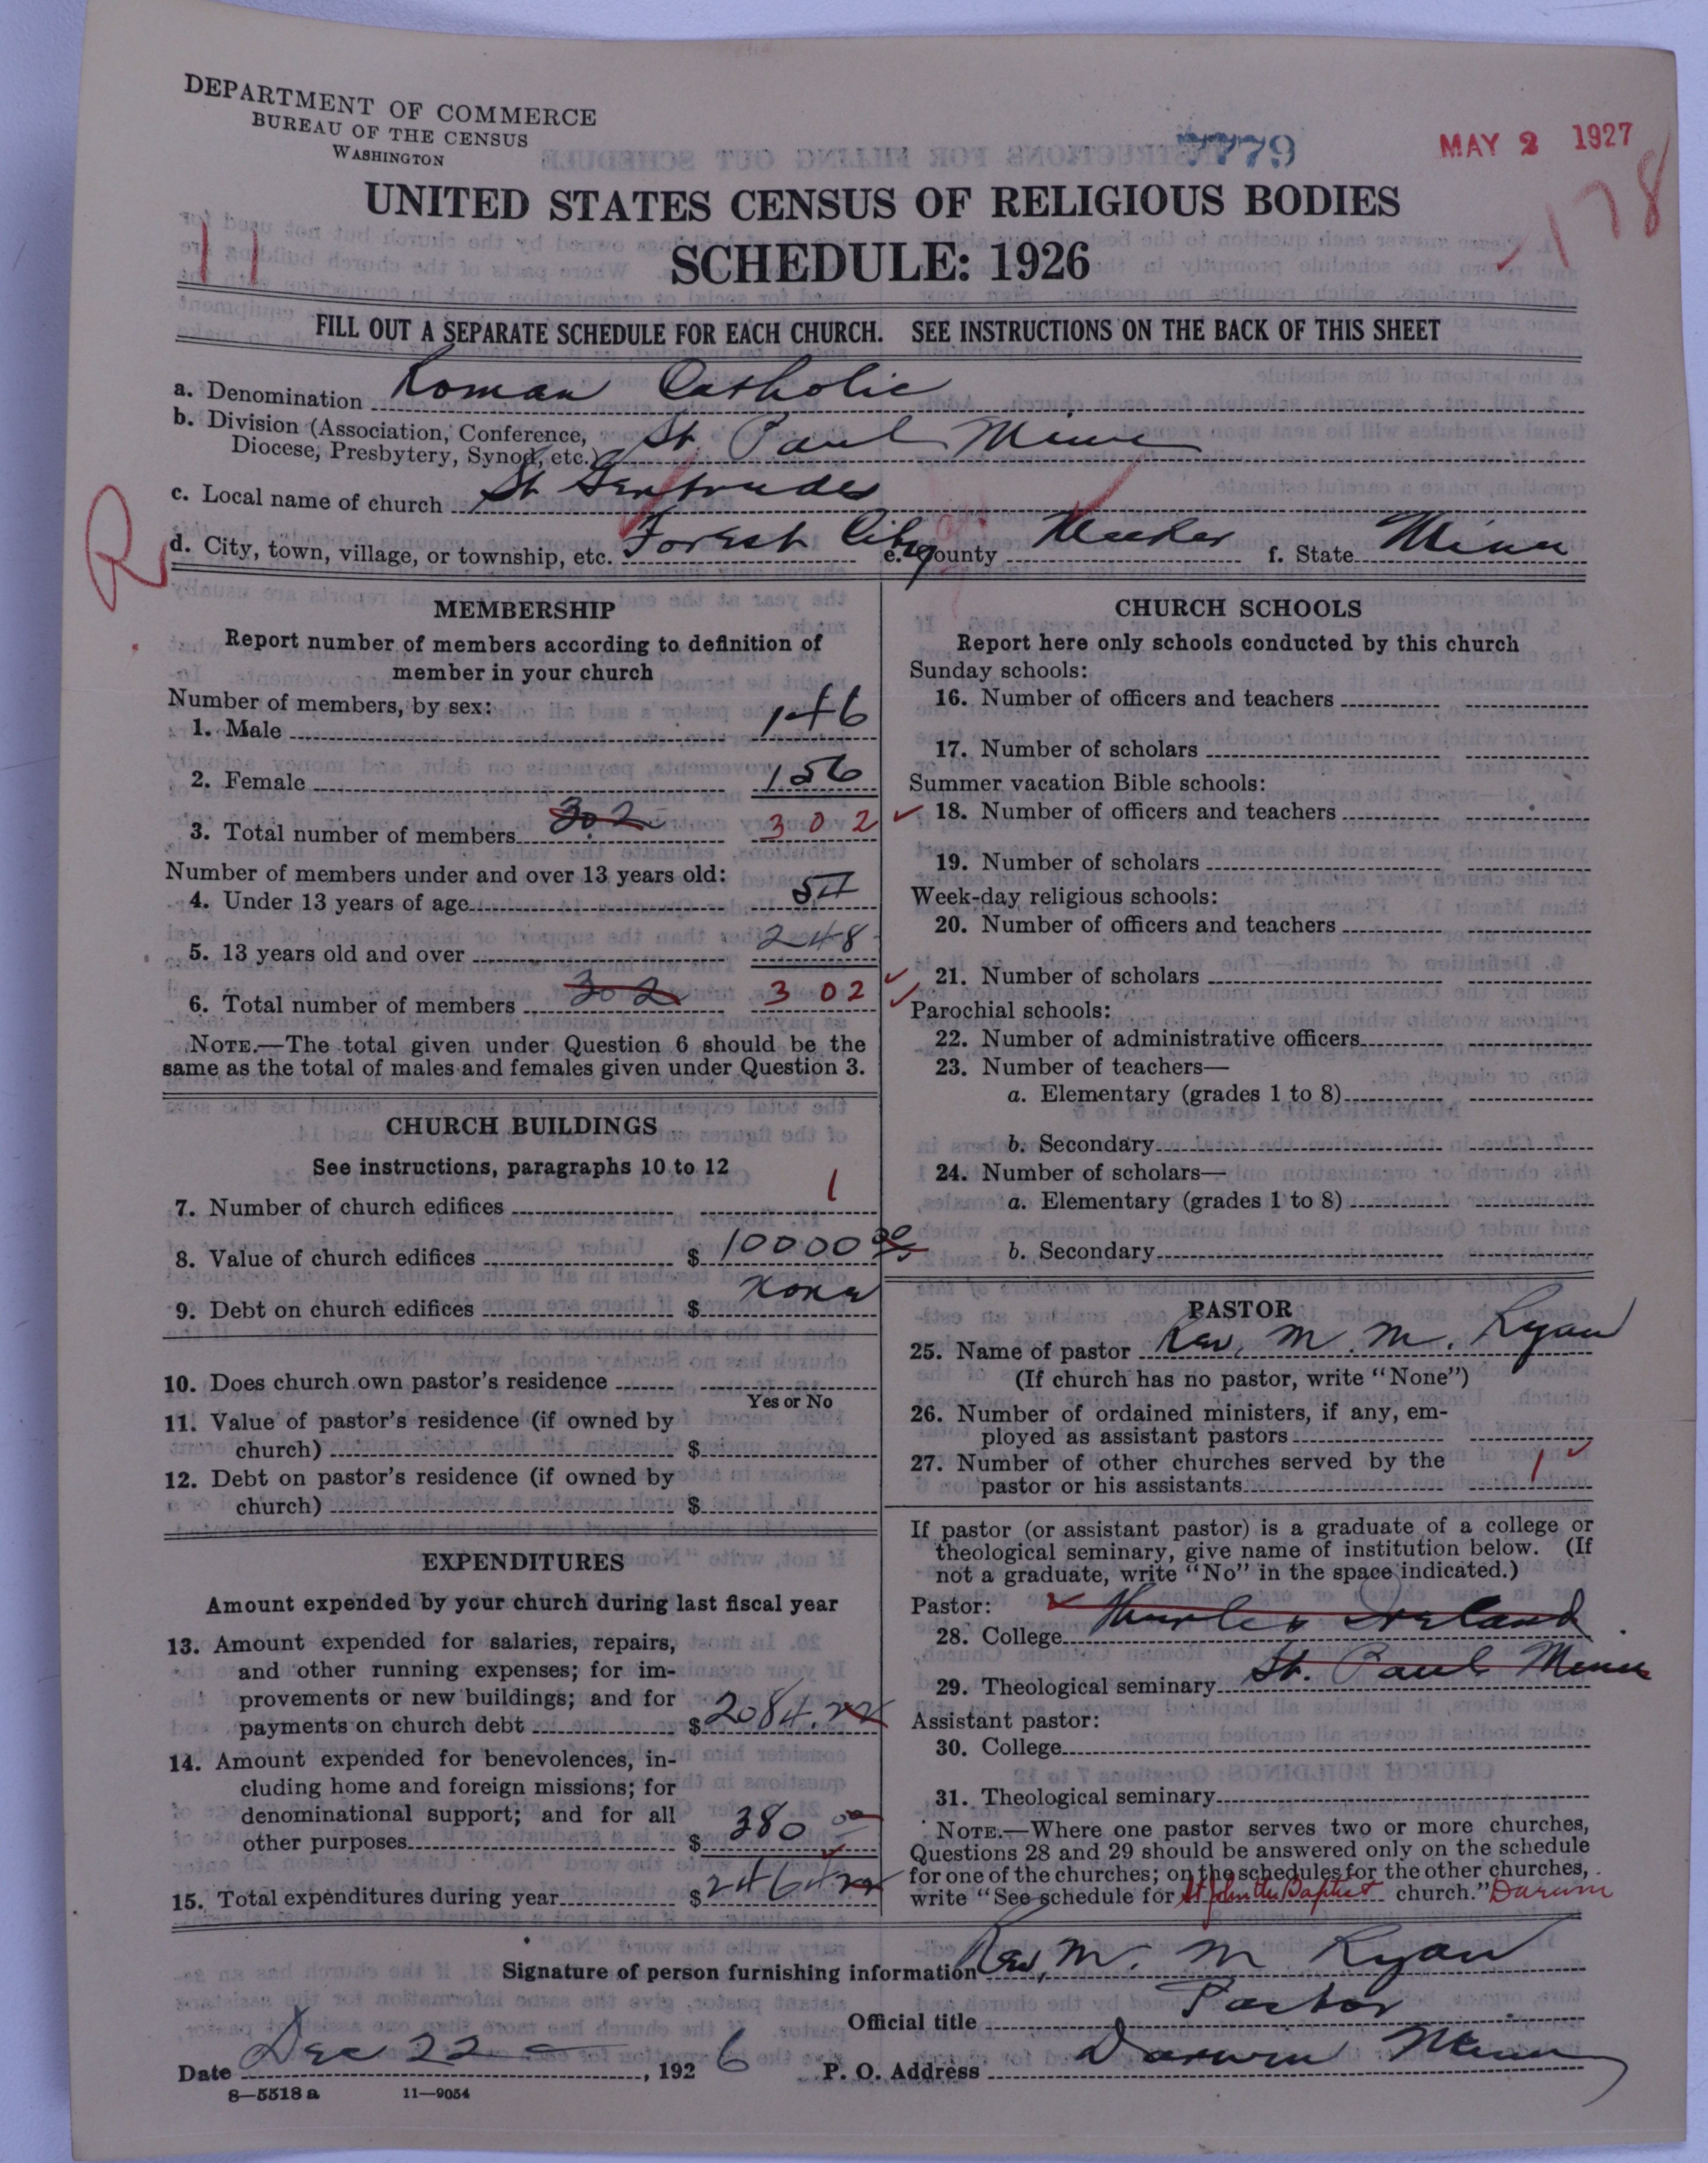 DEPARTMENT OF COMMERCE
BUREAU OF THE CENSUS
WASHINGTON
7779
MAY 2 1927
178
UNITED STATES CENSUS OF RELIGIOUS BODIES
11
SCHEDULE: 1926
FILL OUT A SEPARATE SCHEDULE FOR EACH CHURCH. SEE INSTRUCTIONS ON THE BACK OF THIS SHEET
a. Denomination Roman Catholic
b. Division (Association, Conference, Diocese, Presbytery, Synod, etc.) St. Paul Minn
c. Local name of church St Gertrudes
R
d. City, town, village, or township, etc. Forest City e. County Meeker f. State Minn
MEMBERSHIP
Report number of members according to definition of
member in your church
Number of members, by sex:
1. Male 146
2. Female 156
3. Total number of members 302 302
Number of members under and over 13 years old:
4. Under 13 years of age 54
5. 13 years old and over 248
6. Total number of members 302 302
NOTE.—The total given under Question 6 should be the
same as the total of males and females given under Question 3.
CHURCH BUILDINGS
See instructions, paragraphs 10 to 12
7. Number of church edifices 1
8. Value of church edifices $ 10000 00
9. Debt on church edifices $ None
10. Does church own pastor's residence
Yes or No
11. Value of pastor's residence (if owned by
church) $
12. Debt on pastor's residence (if owned by
church) $
EXPENDITURES
Amount expended by your church during last fiscal year
13. Amount expended for salaries, repairs,
and other running expenses; for im-
provements or new buildings; and for
payments on church debt $ 2084.22
14. Amount expended for benevolences, in-
cluding home and foreign missions; for
denominational support; and for all
other purposes $ 380 00
15. Total expenditures during year $ 2464 22
CHURCH SCHOOLS
Report here only schools conducted by this church
Sunday schools:
16. Number of officers and teachers
17. Number of scholars
Summer vacation Bible schools:
18. Number of officers and teachers
19. Number of scholars
Week-day religious schools:
20. Number of officers and teachers
21. Number of scholars
Parochial schools:
22. Number of administrative officers
23. Number of teachers—
a. Elementary (grades 1 to 8)
b. Secondary
24. Number of scholars—
a. Elementary (grades 1 to 8)
b. Secondary
PASTOR
25. Name of pastor Rev. M. M. Ryan
(If church has no pastor, write "None")
26. Number of ordained ministers, if any, em-
ployed as assistant pastors
27. Number of other churches served by the
pastor or his assistants 1
If pastor (or assistant pastor) is a graduate of a college or
theological seminary, give name of institution below. (If
not a graduate, write "No" in the space indicated.)
Pastor:
28. College Thurles Ireland
29. Theological seminary St. Paul Minn
Assistant pastor:
30. College
31. Theological seminary
NOTE.—Where one pastor serves two or more churches,
Questions 28 and 29 should be answered only on the schedule
for one of the churches; on the schedules for the other churches,
write "See schedule for St John the Baptist church." Darwin
Signature of person furnishing information Rev. M. M Ryan
Official title Pastor
Date Dec 22, 1926 P. O. Address Darwin Minn
8—5518 a 11—9054